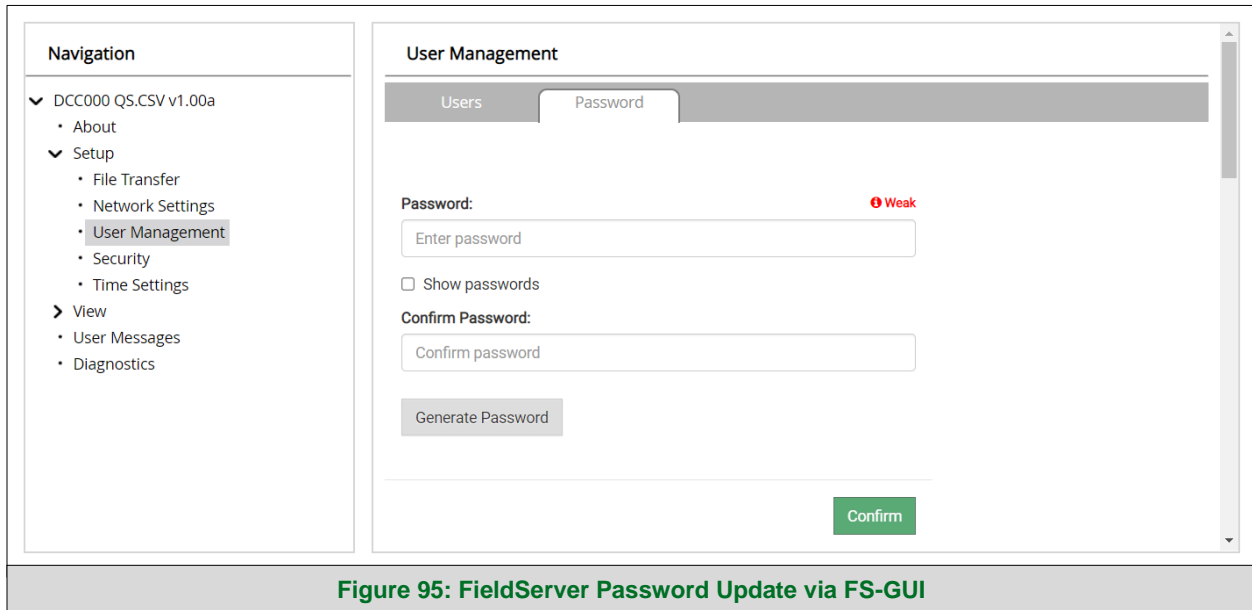 Navigation
DCC000 QS.CSV v1.00a
About
Setup
File Transfer
Network Settings
User Management
Security
Time Settings
View
User Messages
Diagnostics
User Management
Users
Password
Password:
Weak
Enter password
Show passwords
Confirm Password:
Confirm password
Generate Password
Confirm
Figure 95: FieldServer Password Update via FS-GUI